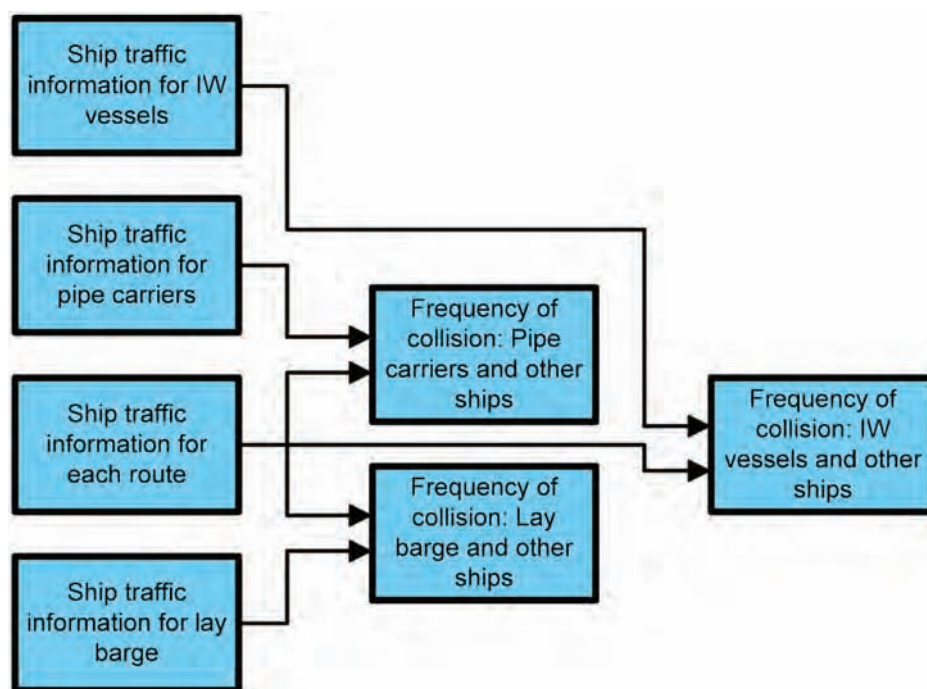 Ship traffic
information for IW
vessels
Ship traffic
information for
pipe carriers
Ship traffic
information for
each route
Ship traffic
information for lay
barge
Frequency of
collision: Pipe
carriers and other
ships
Frequency of
collision: Lay
barge and other
ships
Frequency of
collision: IW
vessels and other
ships